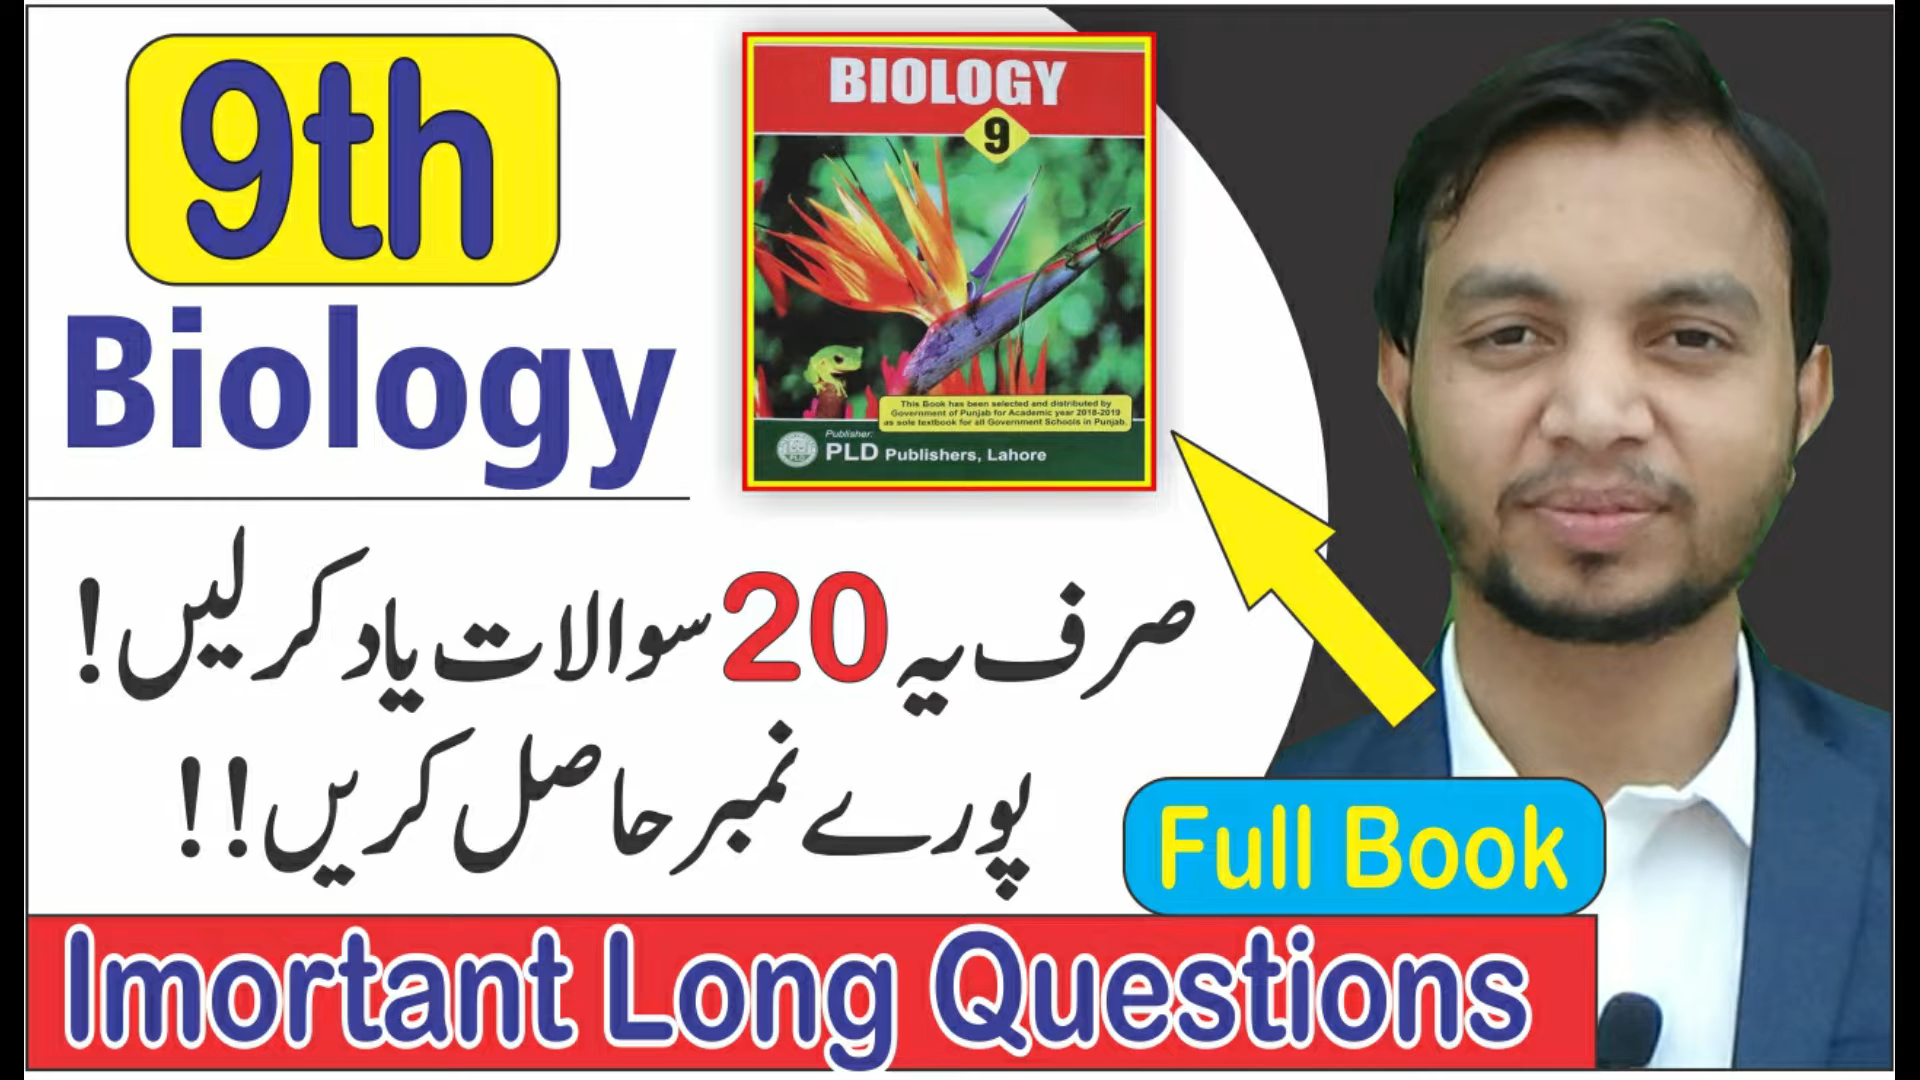 9th
Biology
BIOLOGY
9
This Book has been selected and distributed by
Government of Punjab for Academic year 2018-2019
as sole textbook for all Government Schools in Punjab.
Publisher:
PLD Publishers, Lahore
صرف یہ 20 سوالات یاد کر لیں!
پورے نمبر حاصل کریں!!
Full Book
Imortant Long Questions